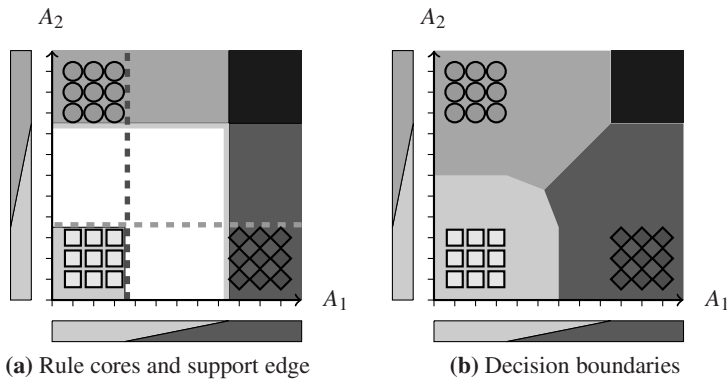 A2
A2
A1
A1
(a) Rule cores and support edge
(b) Decision boundaries